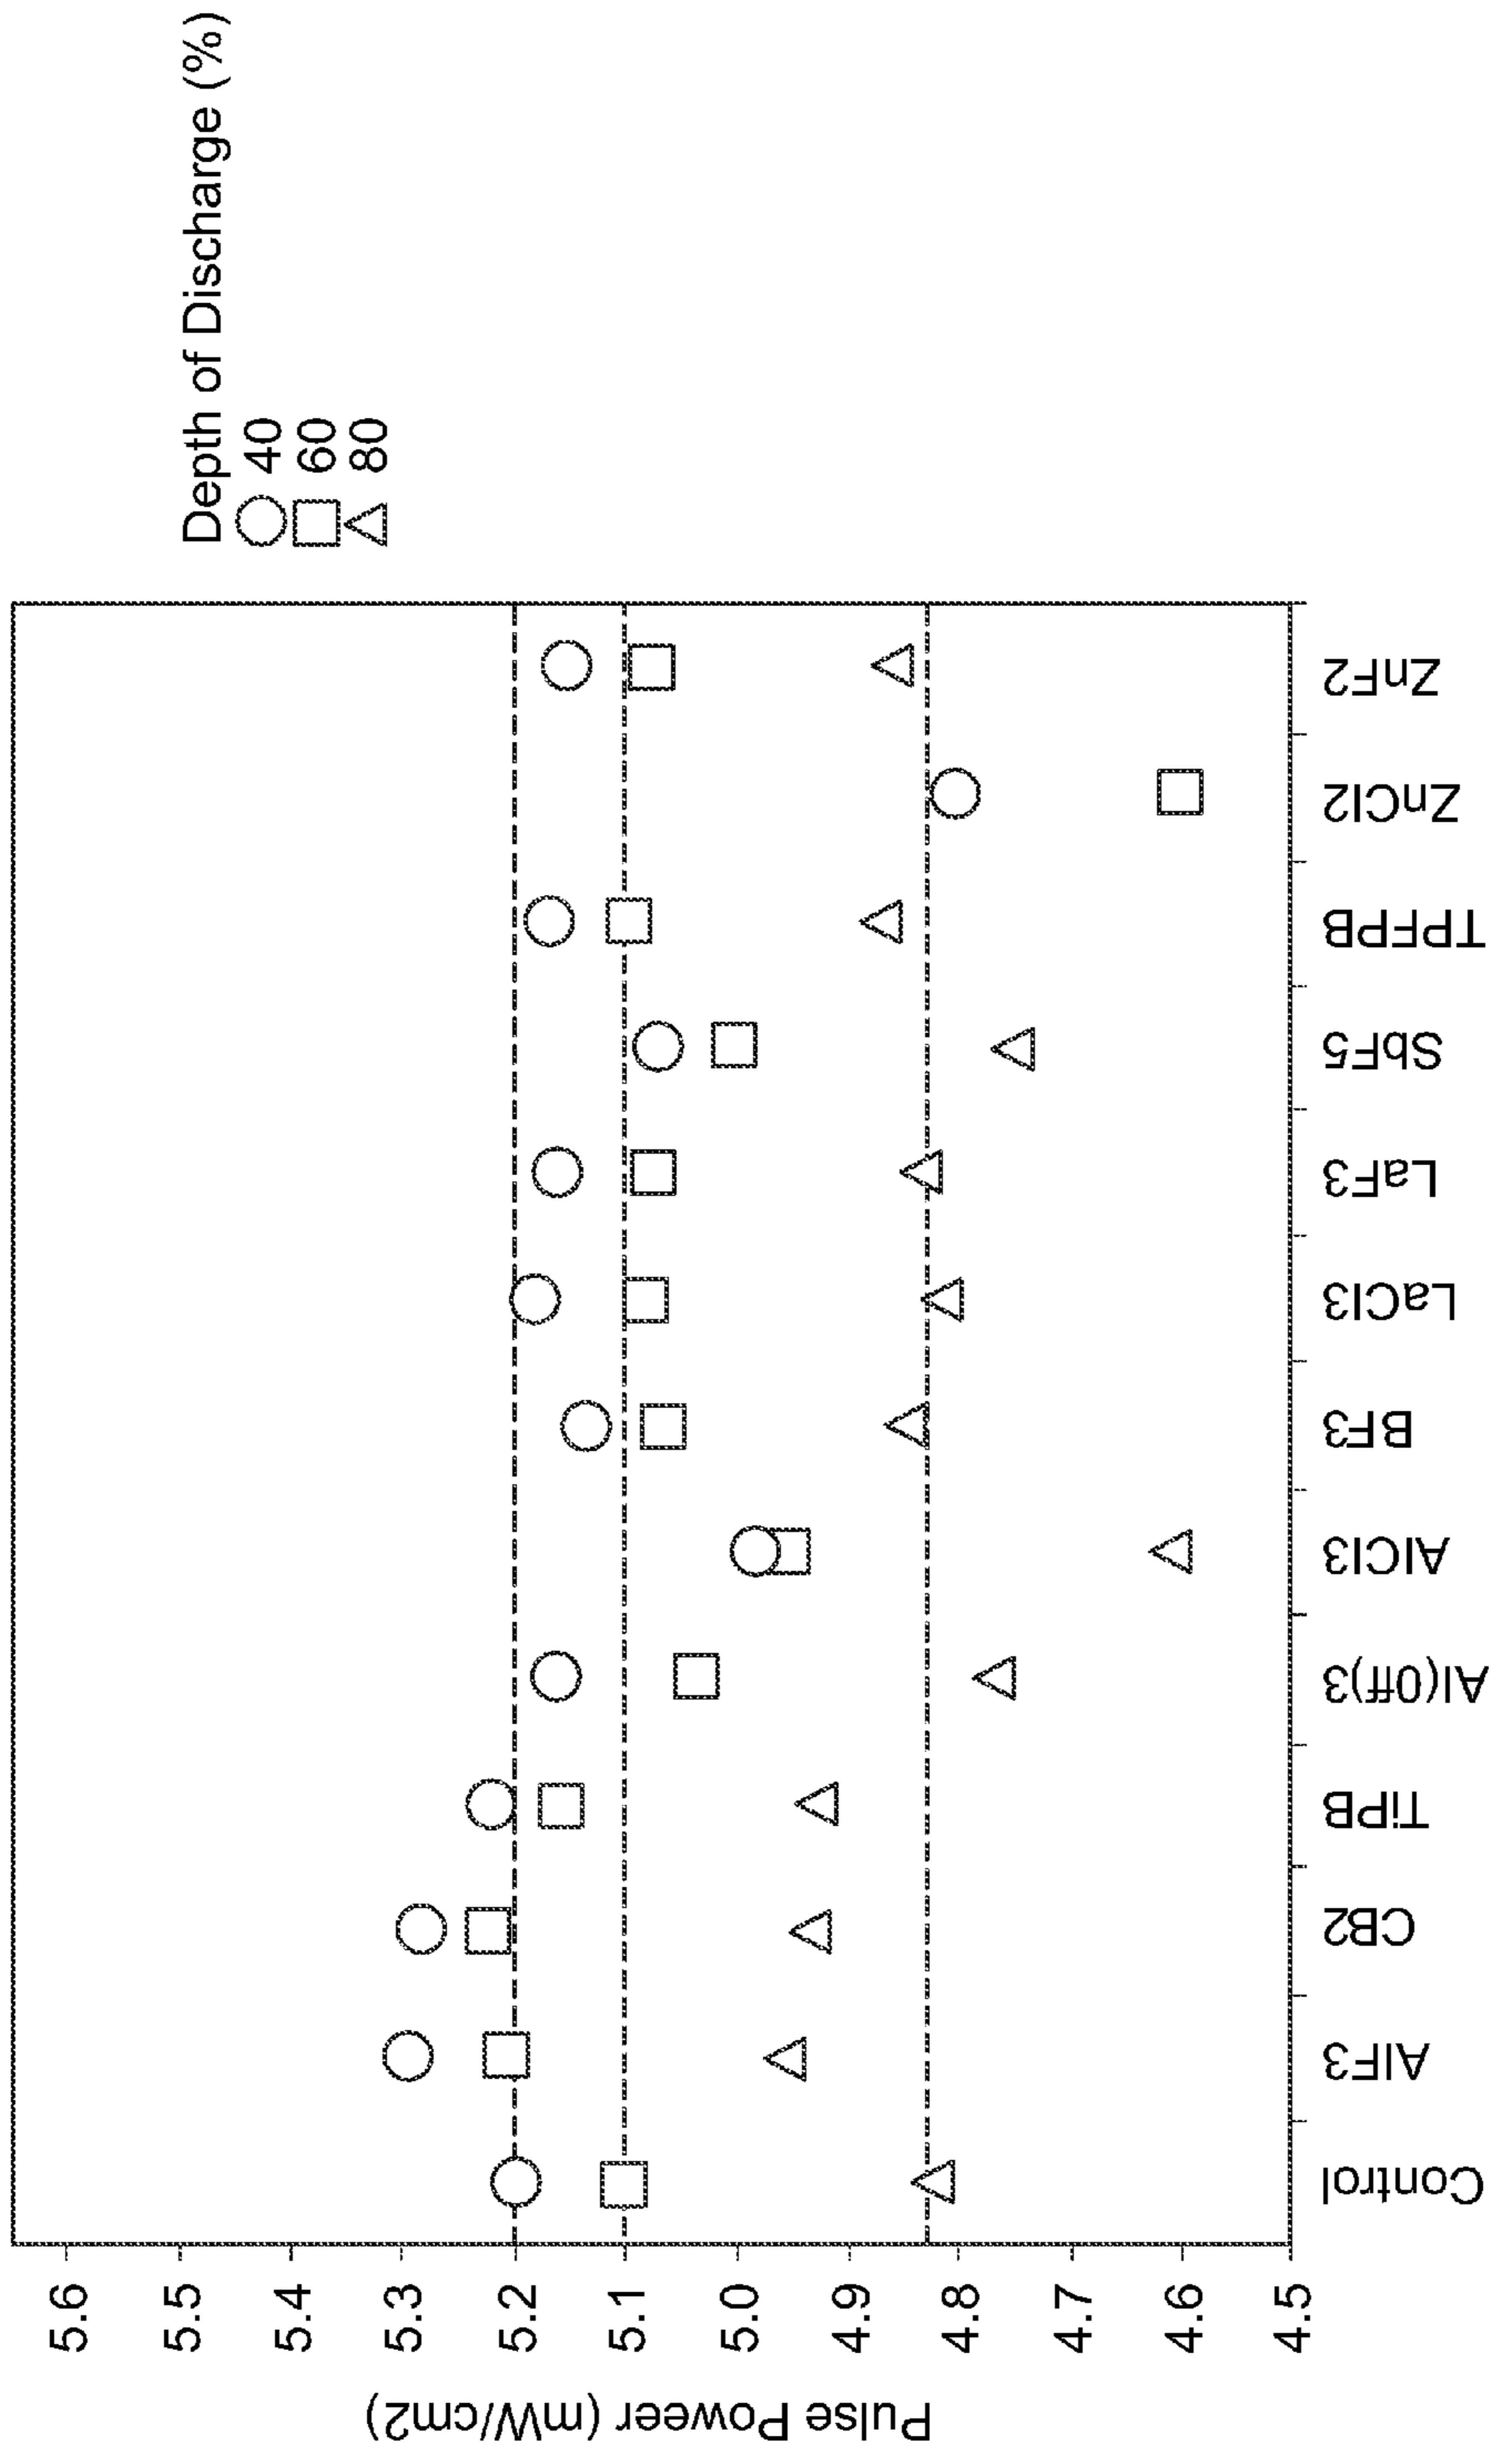 Depth of Discharge (%)
40
60
80
Pulse Poweer (mW/cm2)
5.6
5.5
5.4
5.3
5.2
5.1
5.0
4.9
4.8
4.7
4.6
4.5
Control
AlF3
CB2
TiPB
Al(0ff)3
AlCl3
BF3
LaCl3
LaF3
SbF5
TPFPB
ZnCl2
ZnF2